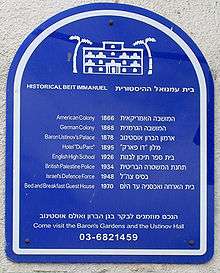 HISTORICAL BEIT IMMANUEL בית עמנואל ההיסטורית
American Colony 1866 המושבה האמריקאית
German Colony 1868 המושבה הגרמנית
Baron Ustinov's Palace 1878 ארמון הברון אוסטינוב
Hotel "Du Parc" 1895 מלון "דו פארק"
English High School 1926 בית ספר תיכון לבנות
British Palestine Police 1934 תחנת המשטרה הבריטית
Israel's Defence Force 1948 בסיס צה"ל
Bed and Breakfast Guest House 1970 בית הארחה ואכסניה עד היום
הנכם מוזמנים לבקר בגן הברון ואולם אוסטינוב
Come visit the Baron's Gardens and the Ustinov Hall
03-6821459